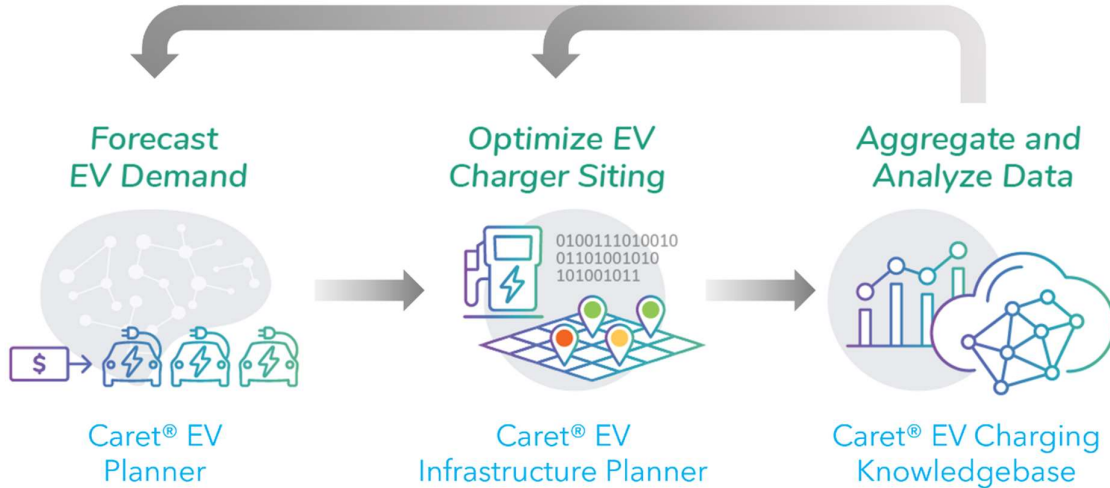 Forecast
EV Demand
Optimize EV
Charger Siting
Aggregate and
Analyze Data
0100111010010
01101001010
101001011
$
Caret® EV
Planner
Caret® EV
Infrastructure Planner
Caret® EV Charging
Knowledgebase